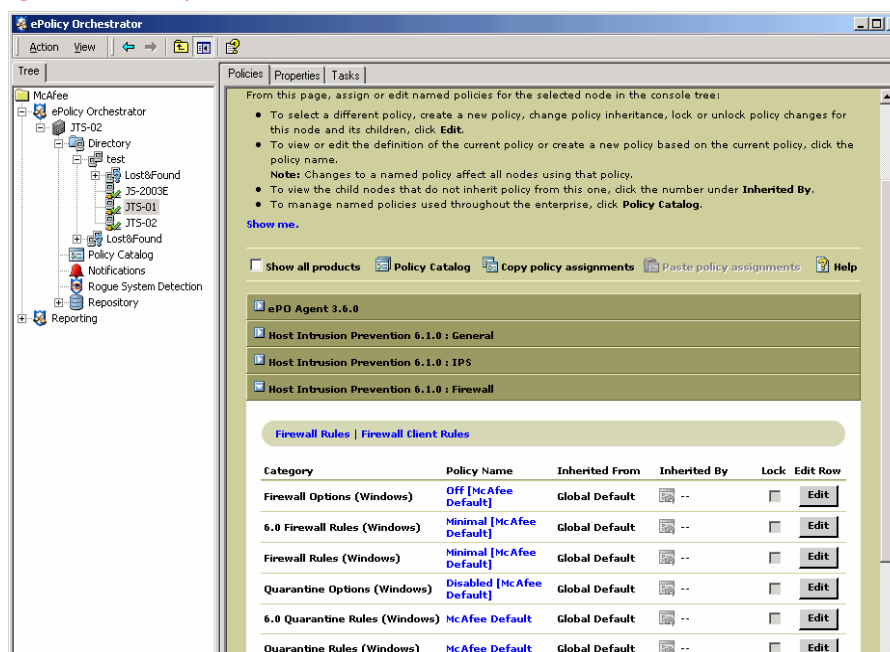 ePolicy Orchestrator
Action View
Tree
Policies Properties Tasks
McAfee
ePolicy Orchestrator
JTS-02
Directory
test
Lost&Found
JS-2003E
JTS-01
JTS-02
Lost&Found
Policy Catalog
Notifications
Rogue System Detection
Repository
Reporting
From this page, assign or edit named policies for the selected node in the console tree:
• To select a different policy, create a new policy, change policy inheritance, lock or unlock policy changes for
this node and its children, click Edit.
• To view or edit the definition of the current policy or create a new policy based on the current policy, click the
policy name.
Note: Changes to a named policy affect all nodes using that policy.
• To view the child nodes that do not inherit policy from this one, click the number under Inherited By.
• To manage named policies used throughout the enterprise, click Policy Catalog.
Show me.
Show all products Policy Catalog Copy policy assignments Paste policy assignments Help
ePO Agent 3.6.0
Host Intrusion Prevention 6.1.0 : General
Host Intrusion Prevention 6.1.0 : IPS
Host Intrusion Prevention 6.1.0 : Firewall
Firewall Rules | Firewall Client Rules
Category Policy Name Inherited From Inherited By Lock Edit Row
Firewall Options (Windows) Off [McAfee Default] Global Default -- Edit
6.0 Firewall Rules (Windows) Minimal [McAfee Default] Global Default -- Edit
Firewall Rules (Windows) Minimal [McAfee Default] Global Default -- Edit
Quarantine Options (Windows) Disabled [McAfee Default] Global Default -- Edit
6.0 Quarantine Rules (Windows) McAfee Default Global Default -- Edit
Quarantine Rules (Windows) McAfee Default Global Default -- Edit